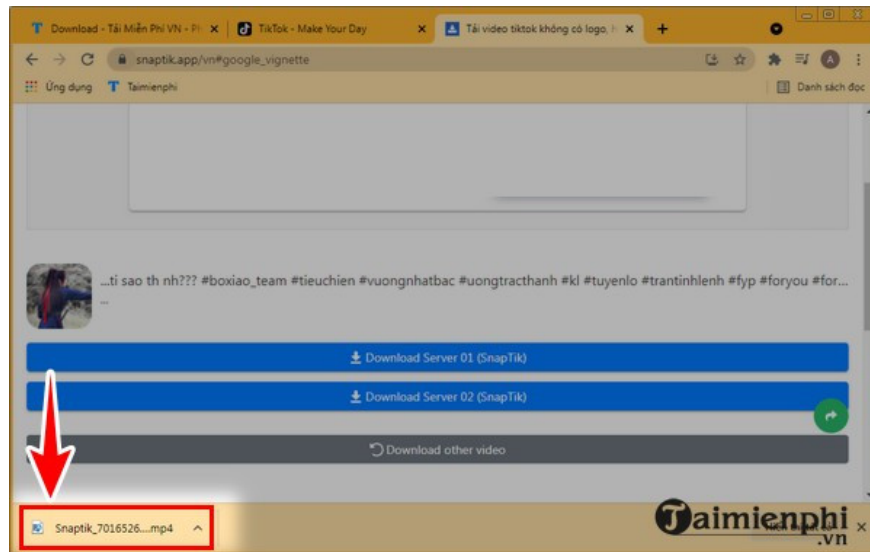 Download - Tải Miễn Phí VN - Ph
TikTok - Make Your Day
Tải video tiktok không có logo, h
snaptik.app/vn#google_vignette
A
Ứng dụng
Taimienphi
Danh sách đọc
...ti sao th nh??? #boxiao_team #tieuchien #vuongnhatbac #uongtracthanh #kl #tuyenlo #trantinhlenh #fyp #foryou #for...
...
Download Server 01 (SnapTik)
Download Server 02 (SnapTik)
Download other video
Snaptik_7016526....mp4
Taimienphi
.vn